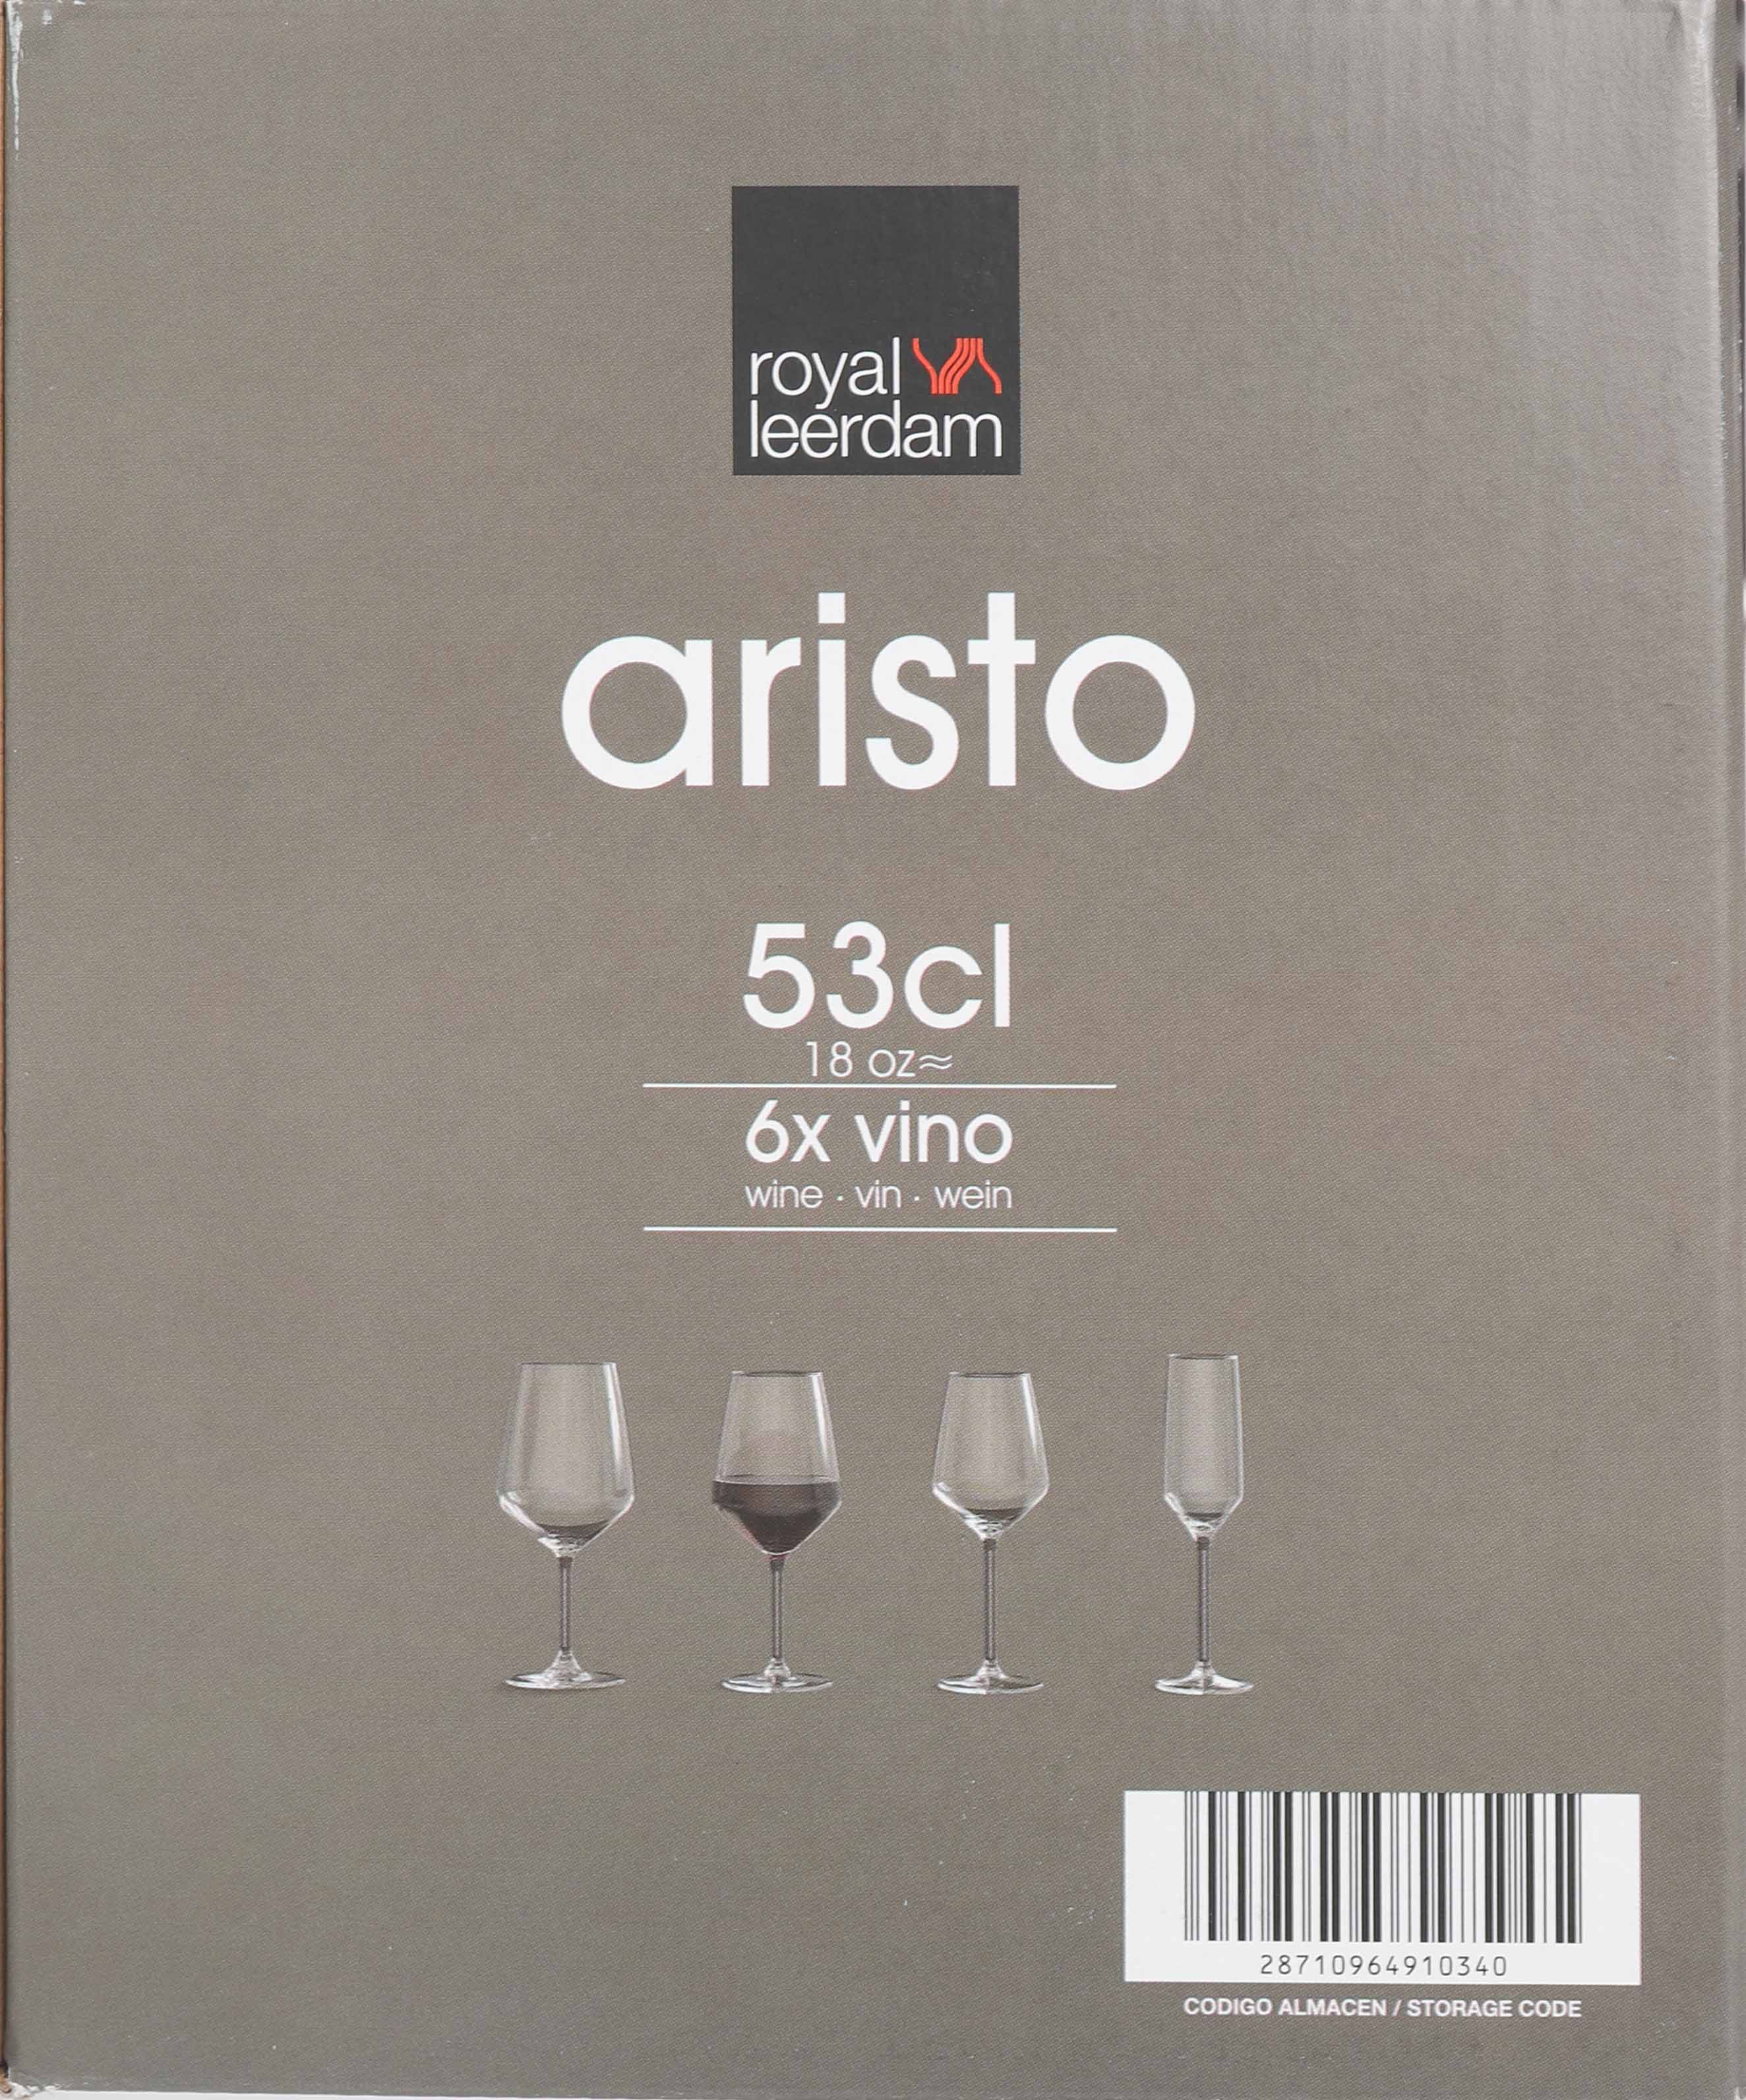 royal
leerdam
aristo
53cl
18 oz≈
6x vino
wine · vin · wein
28710964910340
CODIGO ALMACEN / STORAGE CODE